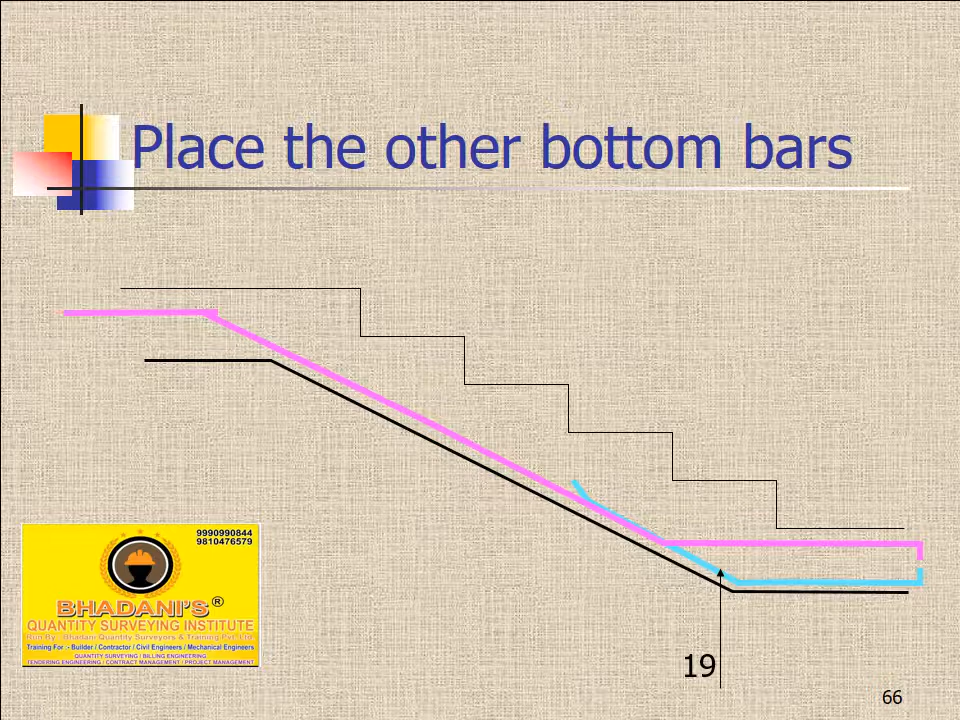 Place the other bottom bars
9990990844
9810476579
BHADANI'S ®
QUANTITY SURVEYING INSTITUTE
Run By - Bhadani Quantity Surveyors & Training Pvt. Ltd.
Training For :- Builder / Contractor / Civil Engineers / Mechanical Engineers
QUANTITY SURVEYING / BILLING ENGINEERING
TENDERING ENGINEERING / CONTRACT MANAGEMENT / PROJECT MANAGEMENT
19
66